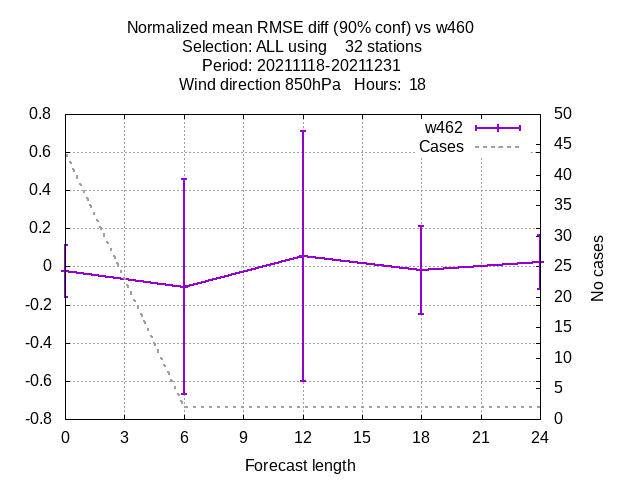 Normalized mean RMSE diff (90% conf) vs w460
Selection: ALL using    32 stations
Period: 20211118-20211231
Wind direction 850hPa   Hours:  18
w462
Cases
0.8
0.6
0.4
0.2
0
-0.2
-0.4
-0.6
-0.8
50
45
40
35
30
25
20
15
10
5
0
No cases
0 3 6 9 12 15 18 21 24
Forecast length